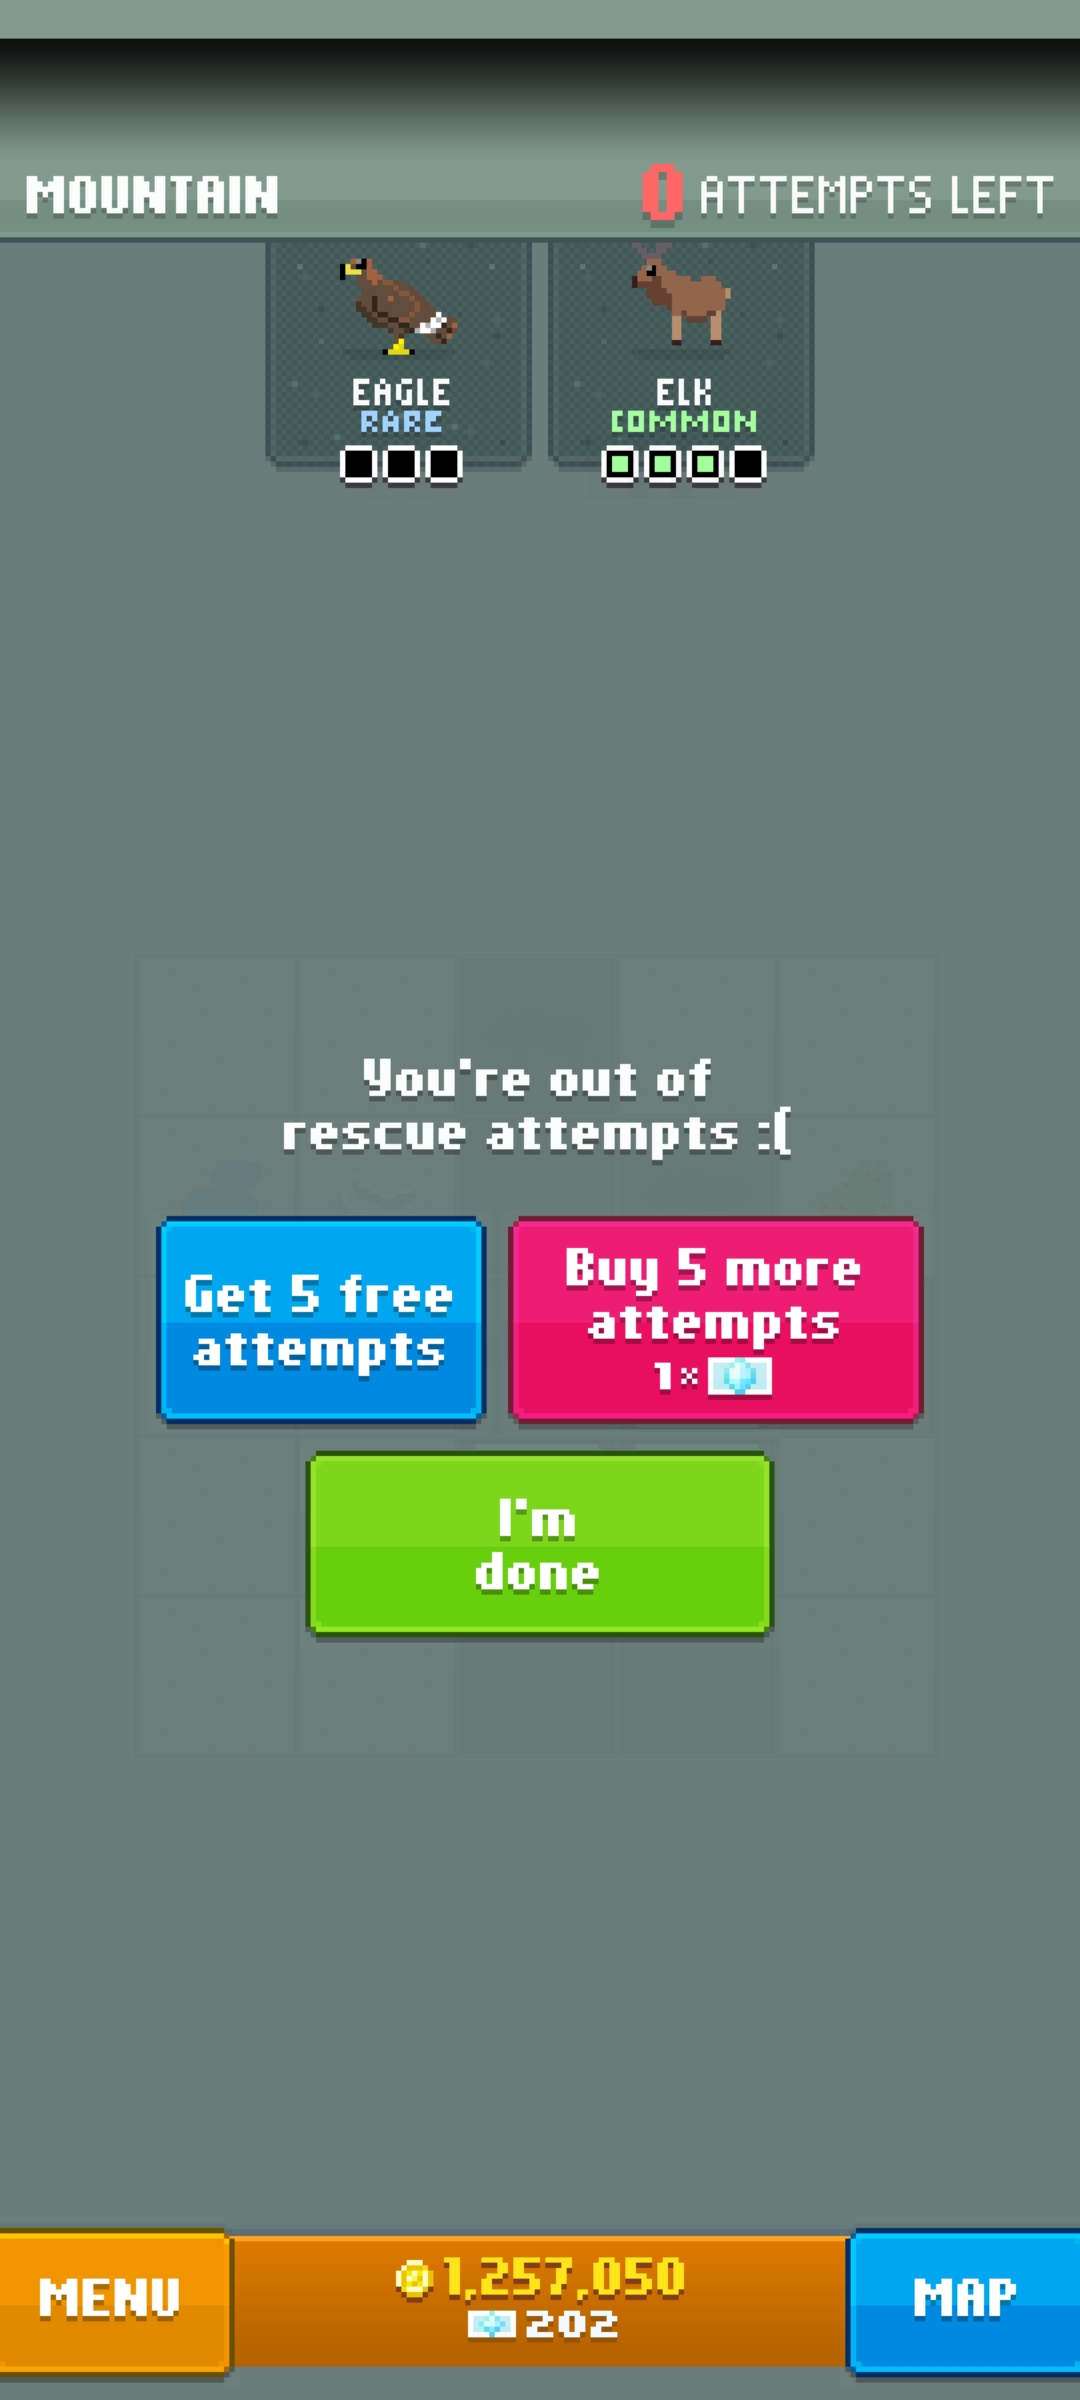 MOUNTAIN
0 ATTEMPTS LEFT
EAGLE
RARE
ELK
COMMON
You're out of
rescue attempts :(
Get 5 free
attempts
Buy 5 more
attempts
1×
I'm
done
MENU
1,257,050
202
MAP